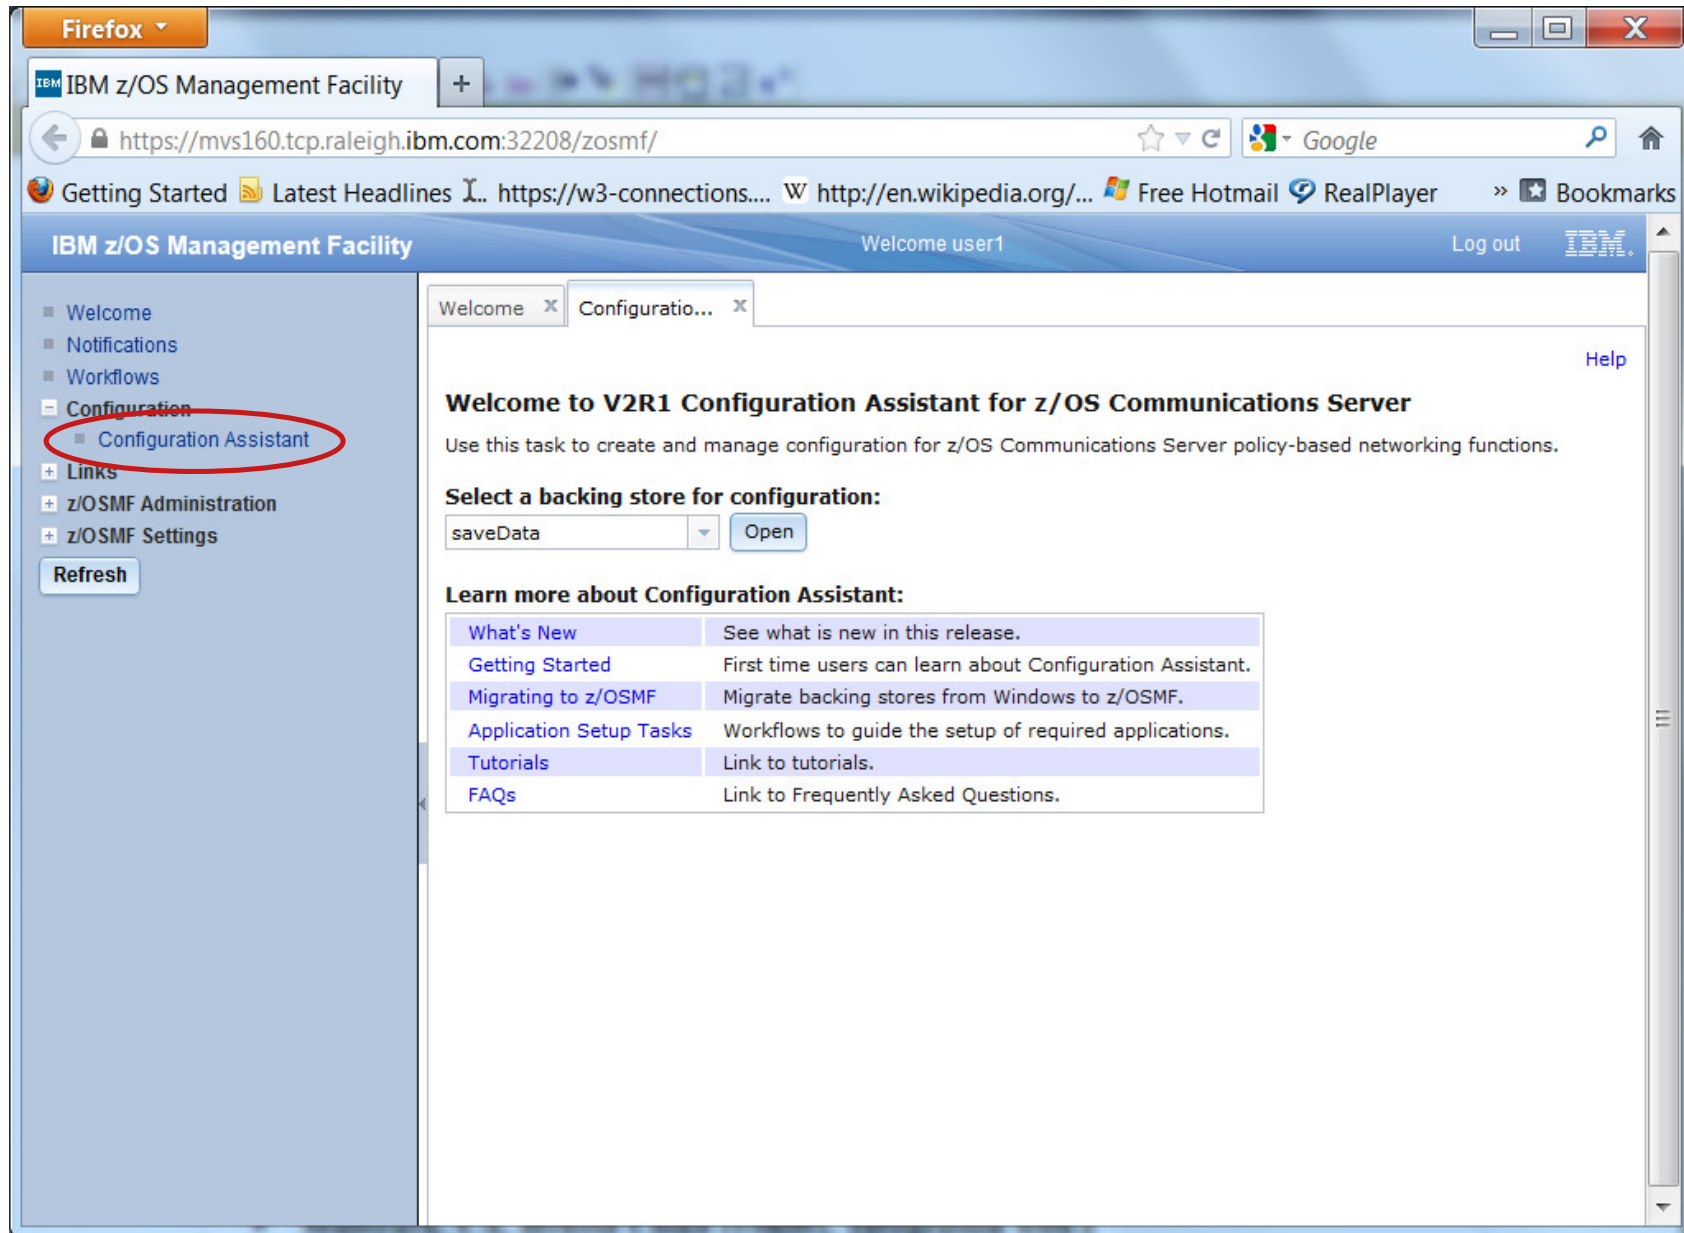 Firefox
IBM IBM z/OS Management Facility +
https://mvs160.tcp.raleigh.ibm.com:32208/zosmf/ Google
Getting Started Latest Headlines I.. https://w3-connections.... W http://en.wikipedia.org/... Free Hotmail RealPlayer » Bookmarks
IBM z/OS Management Facility Welcome user1 Log out IBM.
Welcome
Notifications
Workflows
Configuration
Configuration Assistant
Links
z/OSMF Administration
z/OSMF Settings
Refresh
Welcome X Configuratio... X
Help
Welcome to V2R1 Configuration Assistant for z/OS Communications Server
Use this task to create and manage configuration for z/OS Communications Server policy-based networking functions.
Select a backing store for configuration:
saveData Open
Learn more about Configuration Assistant:
What's New See what is new in this release.
Getting Started First time users can learn about Configuration Assistant.
Migrating to z/OSMF Migrate backing stores from Windows to z/OSMF.
Application Setup Tasks Workflows to guide the setup of required applications.
Tutorials Link to tutorials.
FAQs Link to Frequently Asked Questions.